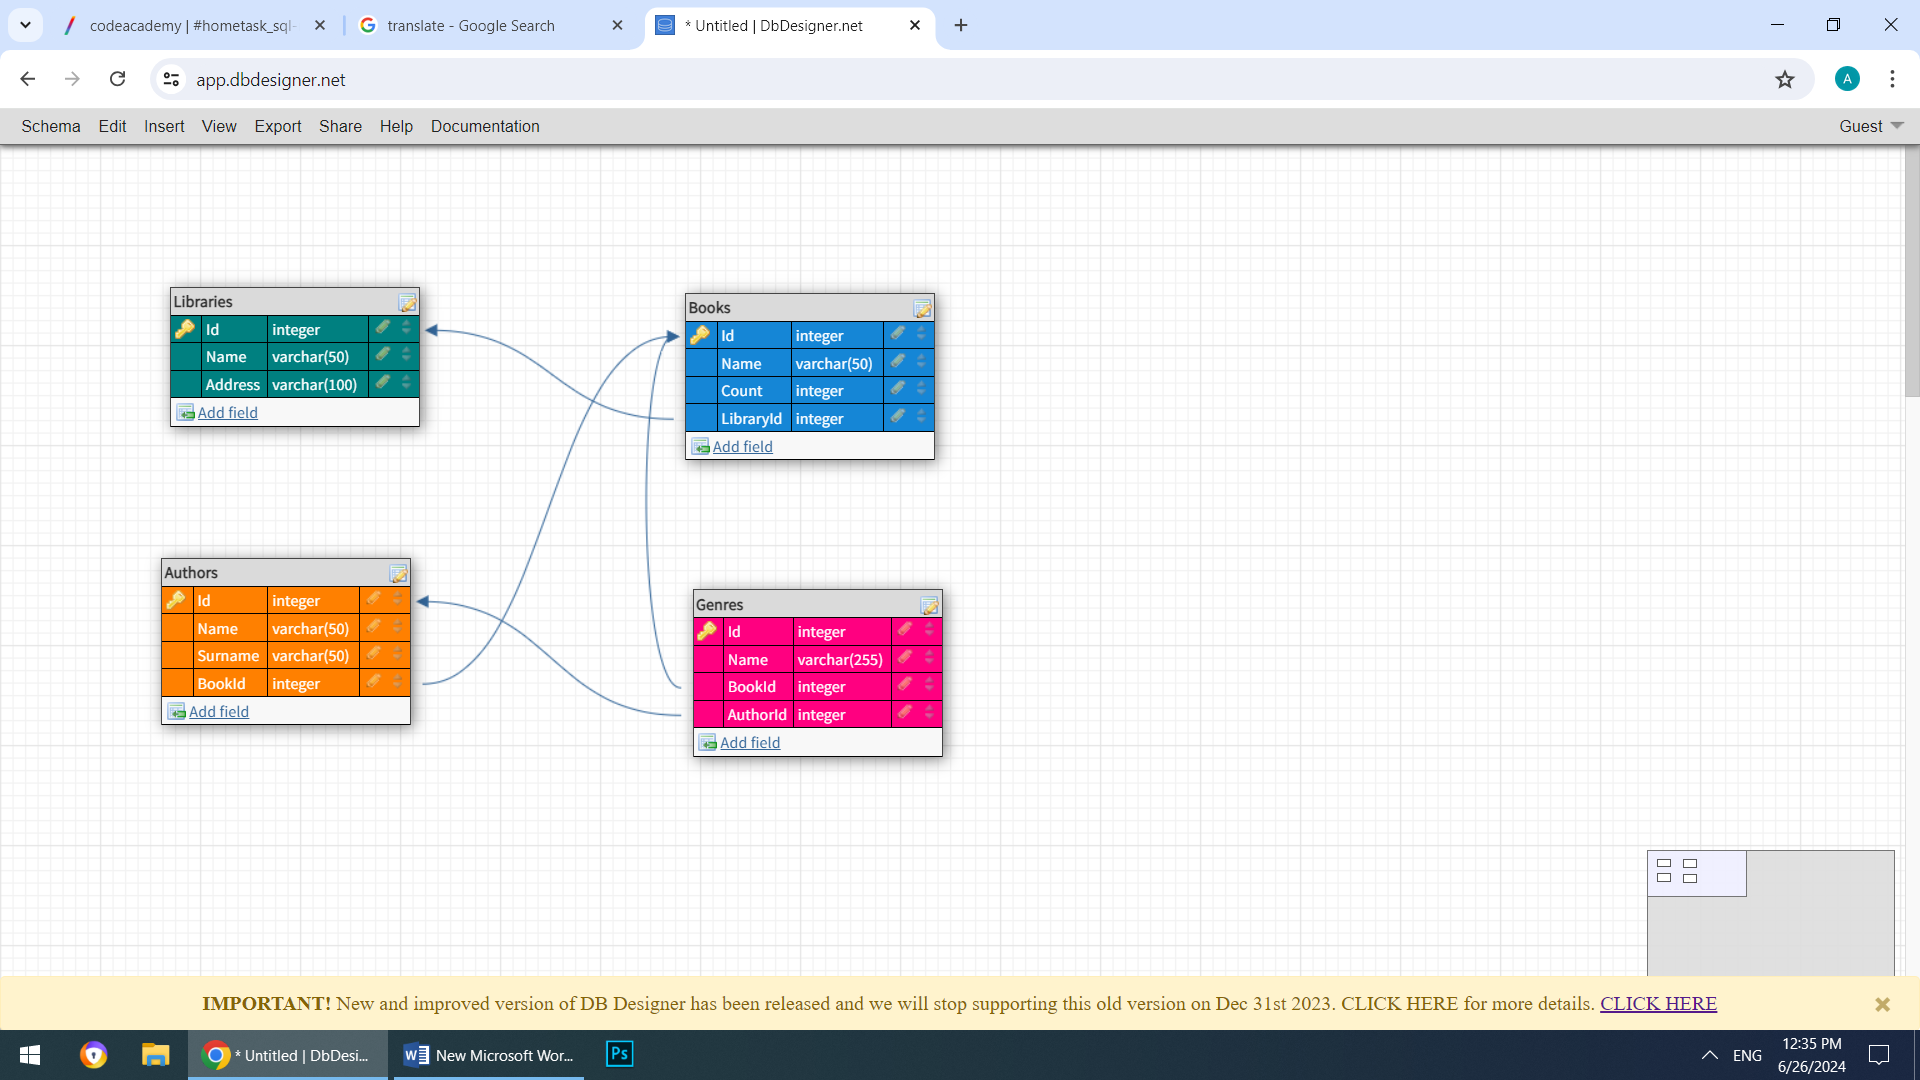 codeacademy | #hometask_sql-
translate - Google Search
* Untitled | DbDesigner.net
app.dbdesigner.net
A
Schema Edit Insert View Export Share Help Documentation Guest
Libraries
Id integer
Name varchar(50)
Address varchar(100)
Add field
Books
Id integer
Name varchar(50)
Count integer
LibraryId integer
Add field
Authors
Id integer
Name varchar(50)
Surname varchar(50)
BookId integer
Add field
Genres
Id integer
Name varchar(255)
BookId integer
AuthorId integer
Add field
IMPORTANT! New and improved version of DB Designer has been released and we will stop supporting this old version on Dec 31st 2023. CLICK HERE for more details. CLICK HERE
* Untitled | DbDesi...
W New Microsoft Wor...
Ps
ENG
12:35 PM
6/26/2024